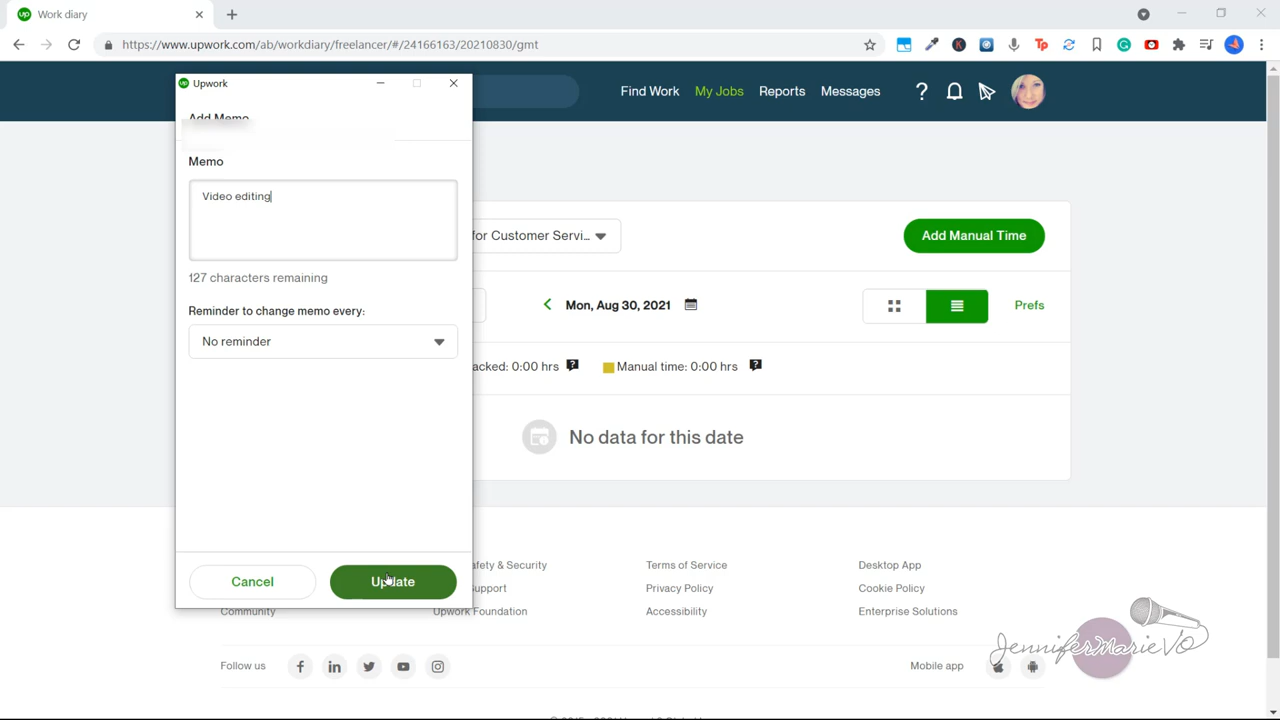 Work diary
https://www.upwork.com/ab/workdiary/freelancer/#/24166162/20210830/gmt
Upwork
Find Work
My Jobs
Reports
Messages
Add Memo
Memo
Video editing
127 characters remaining
Reminder to change memo every:
No reminder
Cancel
Update
for Customer Servi...
Add Manual Time
Mon, Aug 30, 2021
Prefs
acked: 0:00 hrs
Manual time: 0:00 hrs
No data for this date
afety & Security
Terms of Service
Desktop App
upport
Privacy Policy
Cookie Policy
Community
Upwork Foundation
Accessibility
Enterprise Solutions
Follow us
Mobile app
JenniferMarieVO